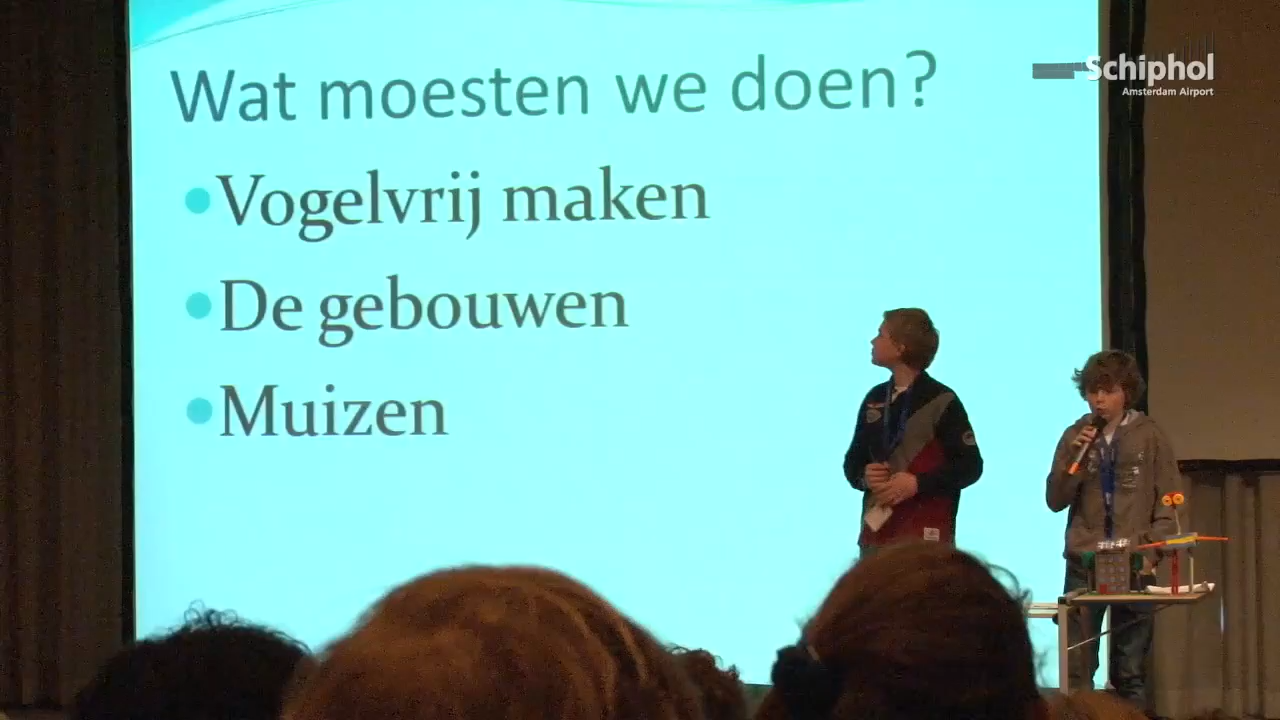 Wat moesten we doen?
Schiphol
Amsterdam Airport
Vogelvrij maken
De gebouwen
Muizen